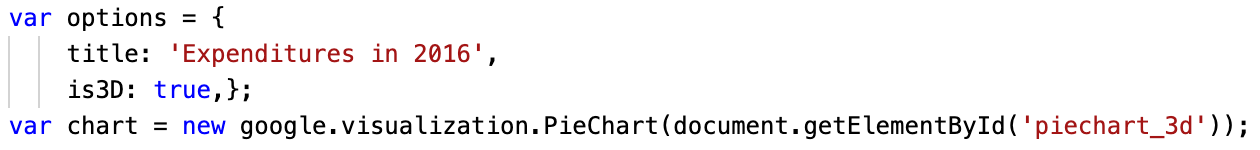 var options = {
    title: 'Expenditures in 2016',
    is3D: true,};
var chart = new google.visualization.PieChart(document.getElementById('piechart_3d'));